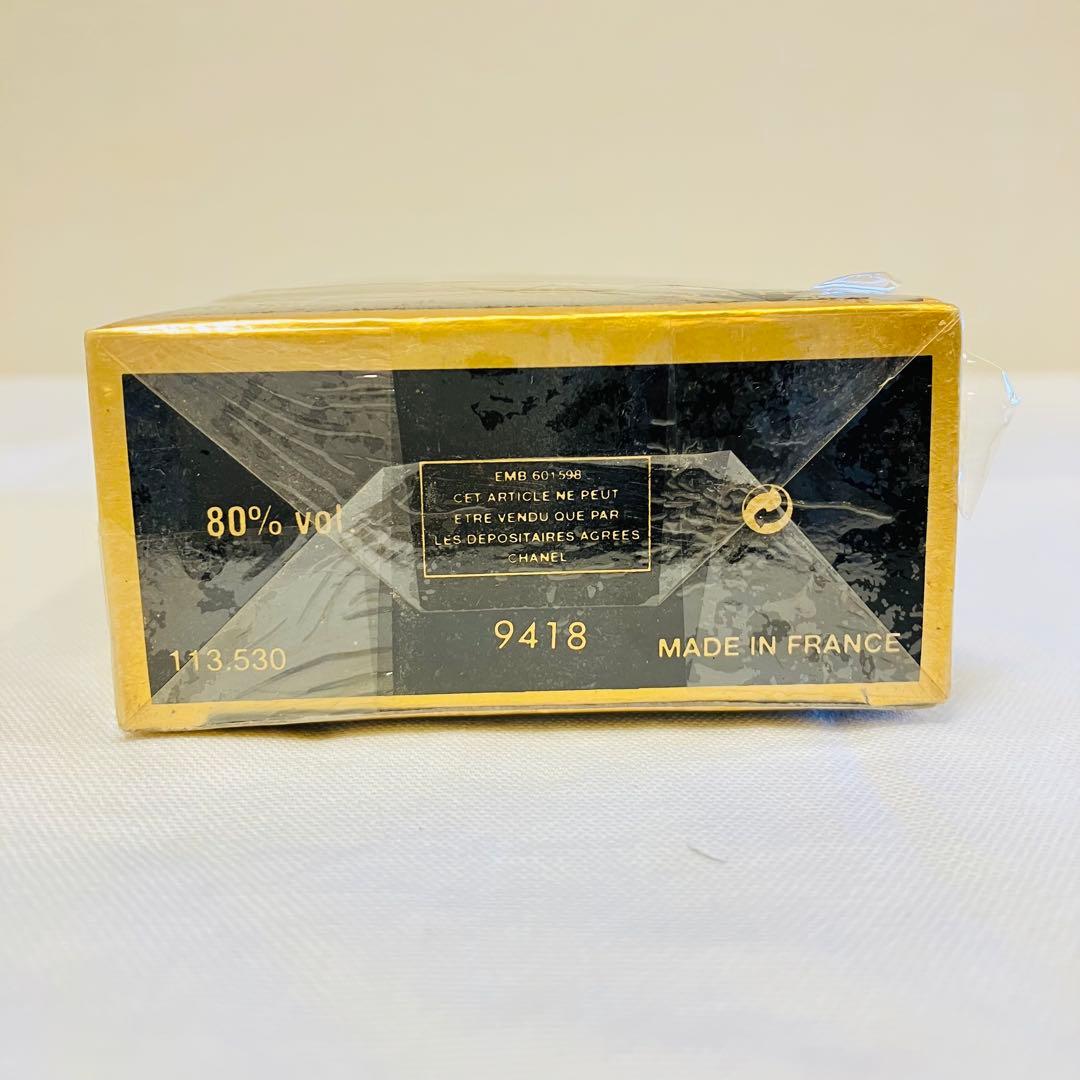 EMB 601598
CET ARTICLE NE PEUT
ETRE VENDU QUE PAR
LES DEPOSITAIRES AGREES
CHANEL
80% vol
9418
113.530
MADE IN FRANCE